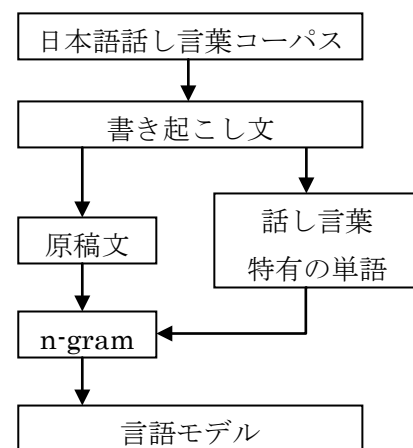 日本語話し言葉コーパス
書き起こし文
原稿文
話し言葉
特有の単語
n-gram
言語モデル